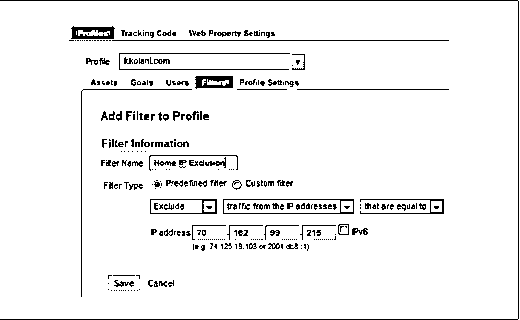 Profiles Tracking Code Web Property Settings
Profile kkolani.com
Assets Goals Users Filters Profile Settings
Add Filter to Profile
Filter Information
Filter Name Home IP Exclusion
Filter Type Predefined filter Custom filter
Exclude traffic from the IP addresses that are equal to
IP address 70 . 162 . 99 . 215 IPv6
(e.g. 74.125.19.103 or 2001:db8::1)
Save Cancel